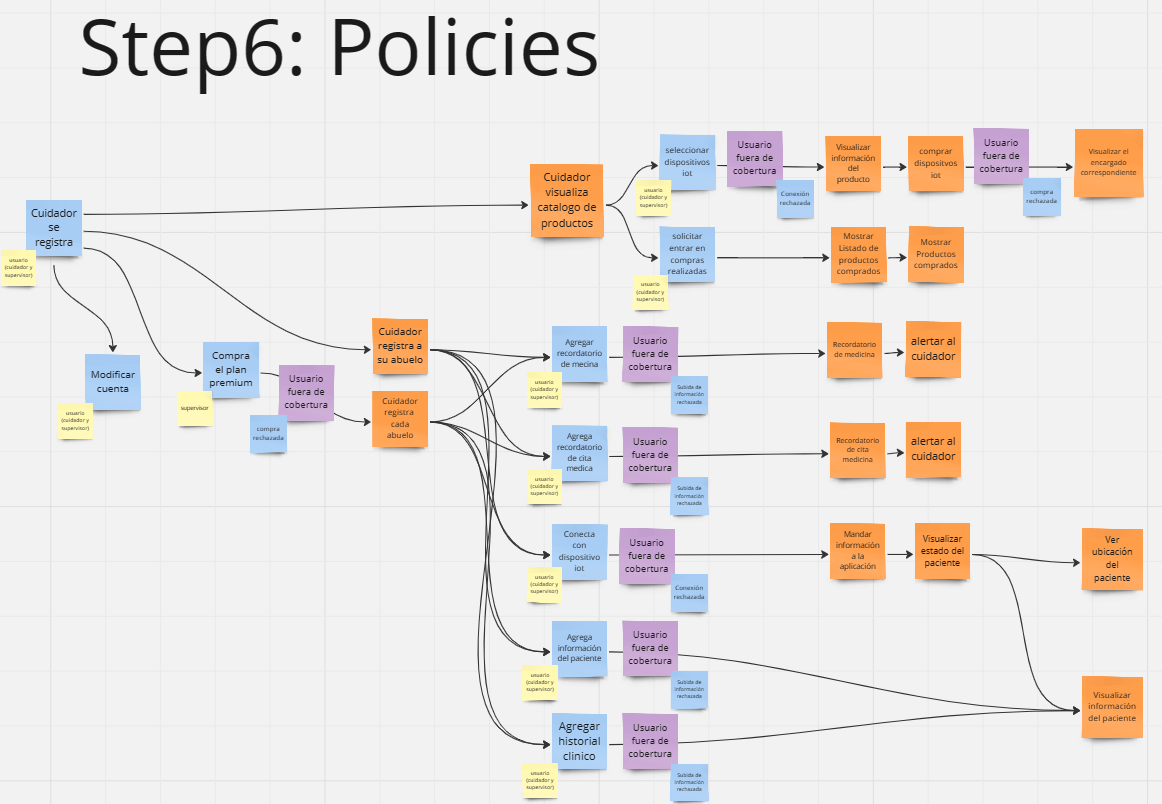 Step6: Policies
Cuidador
se
registra
usuario
(cuidador y
supervisor)
Modificar
cuenta
usuario
(cuidador y
supervisor)
Compra
el plan
premium
supervisor
Usuario
fuera de
cobertura
compra
rechazada
Cuidador
visualiza
catalogo de
productos
seleccionar
dispositivos
iot
usuario
(cuidador y
supervisor)
Usuario
fuera de
cobertura
Conexión
rechazada
Visualizar
información
del
producto
comprar
dispositvos
iot
Usuario
fuera de
cobertura
compra
rechazada
Visualizar el
encargado
correspondiente
solicitar
entrar en
compras
realizadas
usuario
(cuidador y
supervisor)
Mostrar
Listado de
productos
comprados
Mostrar
Productos
comprados
Cuidador
registra a
su abuelo
Cuidador
registra
cada
abuelo
Agregar
recordatorio
de mecina
usuario
(cuidador y
supervisor)
Usuario
fuera de
cobertura
Subida de
información
rechazada
Recordatorio
de medicina
alertar al
cuidador
Agrega
recordatorio
de cita
medica
usuario
(cuidador y
supervisor)
Usuario
fuera de
cobertura
Subida de
información
rechazada
Recordatorio
de cita
medicina
alertar al
cuidador
Conecta
con
dispositivo
iot
usuario
(cuidador y
supervisor)
Usuario
fuera de
cobertura
Conexión
rechazada
Mandar
información
a la
aplicación
Visualizar
estado del
paciente
Ver
ubicación
del
paciente
Agrega
información
del paciente
usuario
(cuidador y
supervisor)
Usuario
fuera de
cobertura
Subida de
información
rechazada
Visualizar
información
del paciente
Agregar
historial
clinico
usuario
(cuidador y
supervisor)
Usuario
fuera de
cobertura
Subida de
información
rechazada